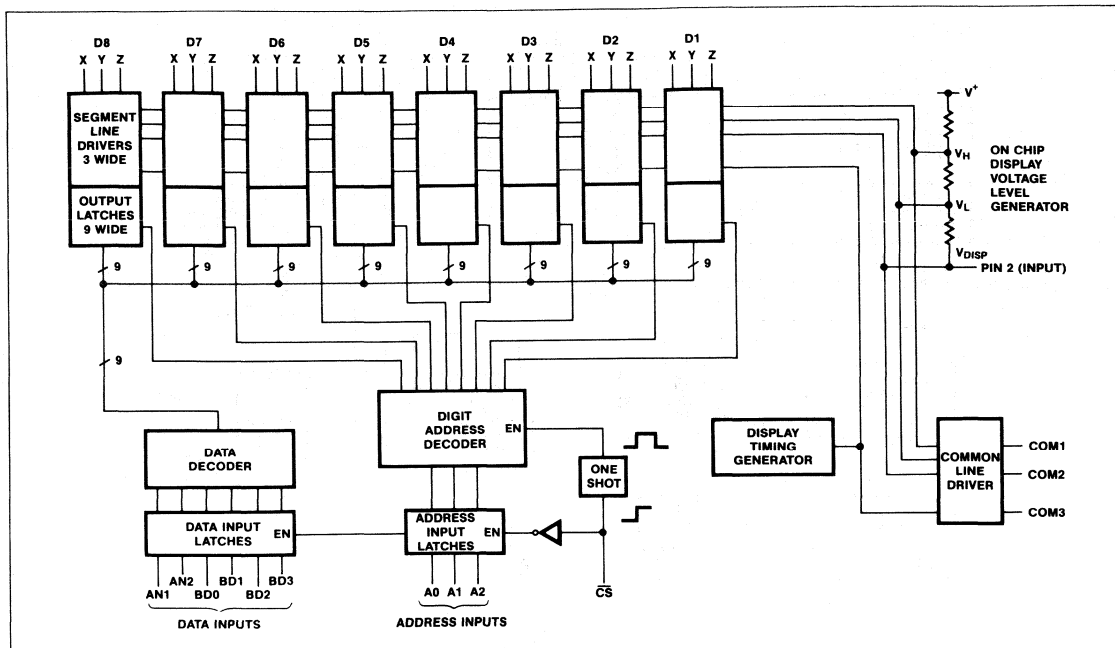 D8 D7 D6 D5 D4 D3 D2 D1
X Y Z X Y Z X Y Z X Y Z X Y Z X Y Z X Y Z X Y Z
SEGMENT
LINE
DRIVERS
3 WIDE
OUTPUT
LATCHES
9 WIDE
V+
VH
VL
VDISP
PIN 2 (INPUT)
ON CHIP
DISPLAY
VOLTAGE
LEVEL
GENERATOR
9 9 9 9 9 9 9 9
9
DIGIT
ADDRESS
DECODER
EN
DATA
DECODER
ONE
SHOT
DISPLAY
TIMING
GENERATOR
COMMON
LINE
DRIVER
COM1
COM2
COM3
DATA INPUT
LATCHES
EN
ADDRESS
INPUT
LATCHES
EN
AN1 AN2 BD0 BD1 BD2 BD3
DATA INPUTS
A0 A1 A2
ADDRESS INPUTS
C̅S̅